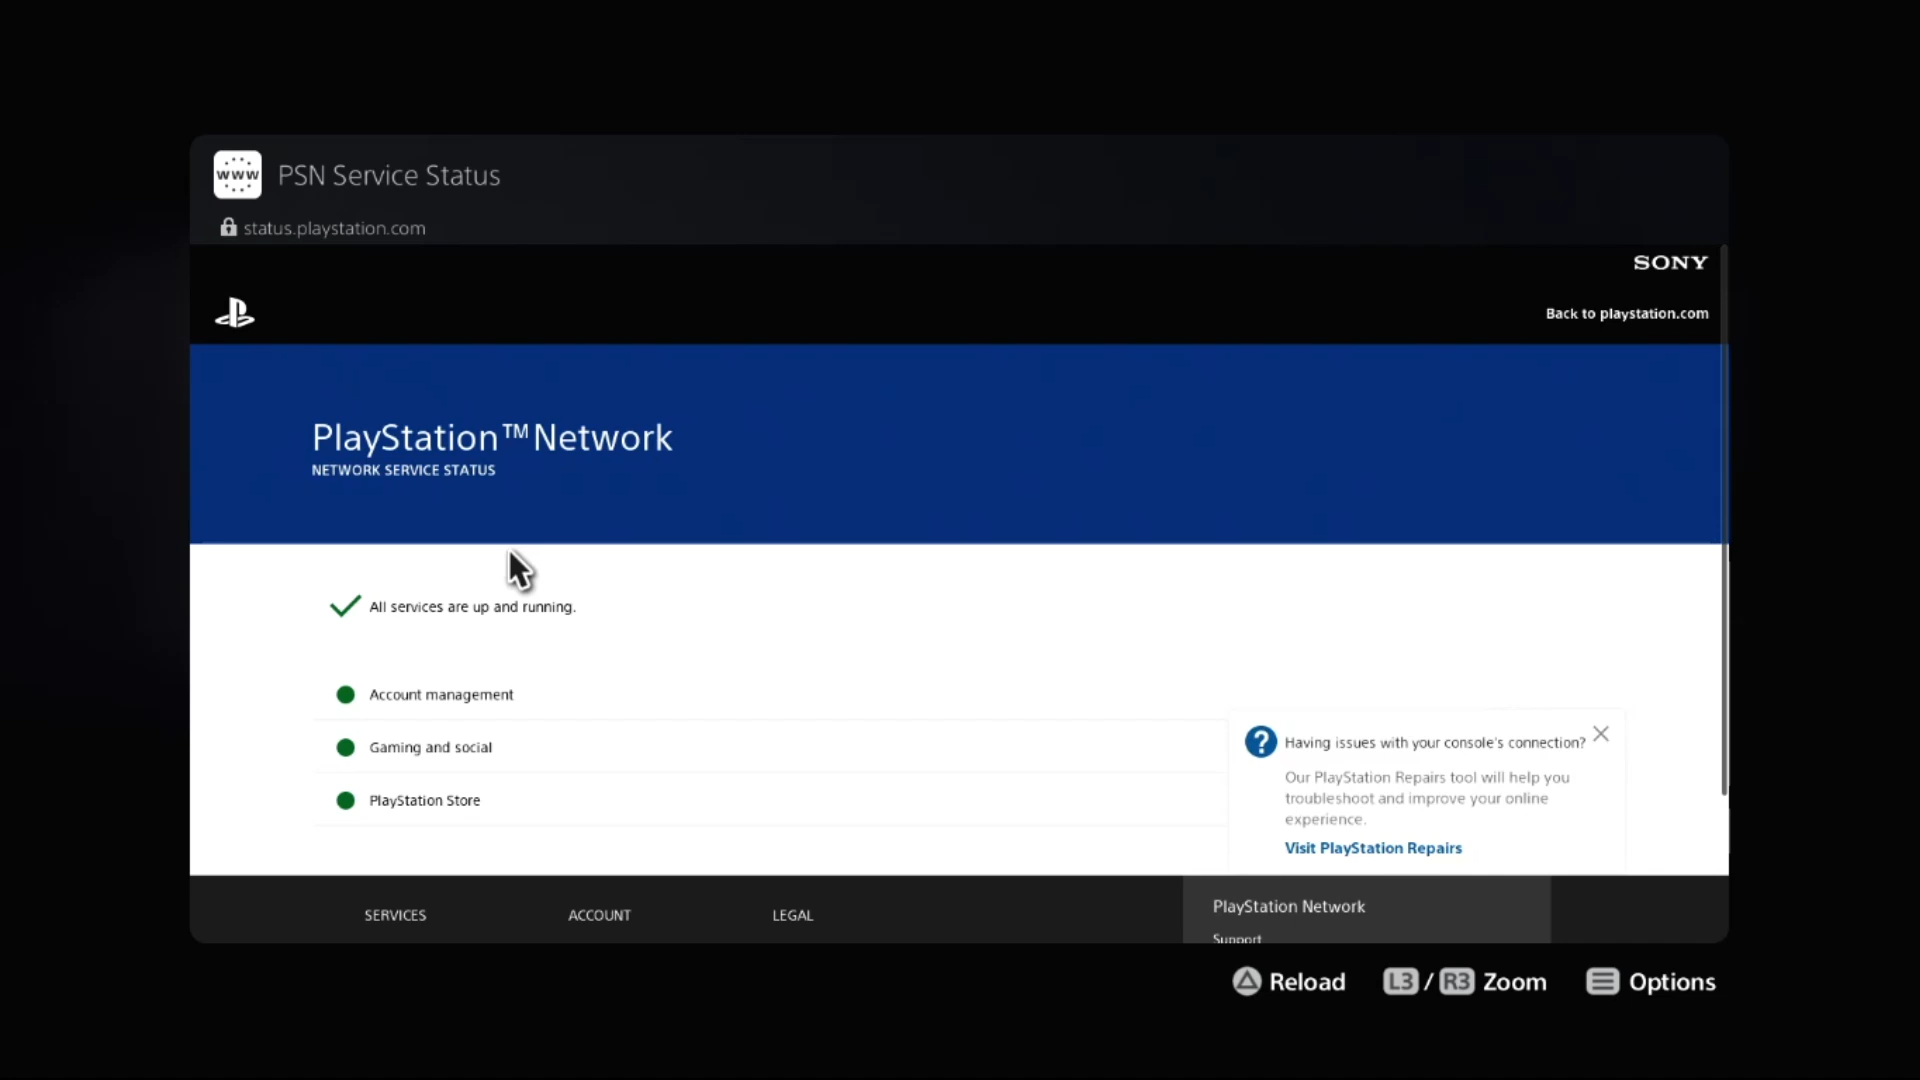 www
PSN Service Status
status.playstation.com
SONY
Back to playstation.com
PlayStation™Network
NETWORK SERVICE STATUS
All services are up and running.
Account management
Gaming and social
PlayStation Store
? Having issues with your console's connection?
Our PlayStation Repairs tool will help you
troubleshoot and improve your online
experience.
Visit PlayStation Repairs
SERVICES
ACCOUNT
LEGAL
PlayStation Network
Support
Reload
L3 / R3 Zoom
Options